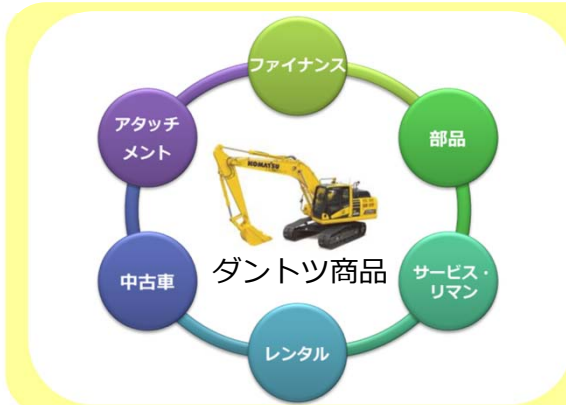 ファイナンス
部品
サービス・
リマン
レンタル
中古車
アタッチ
メント
KOMATSU
ダントツ商品